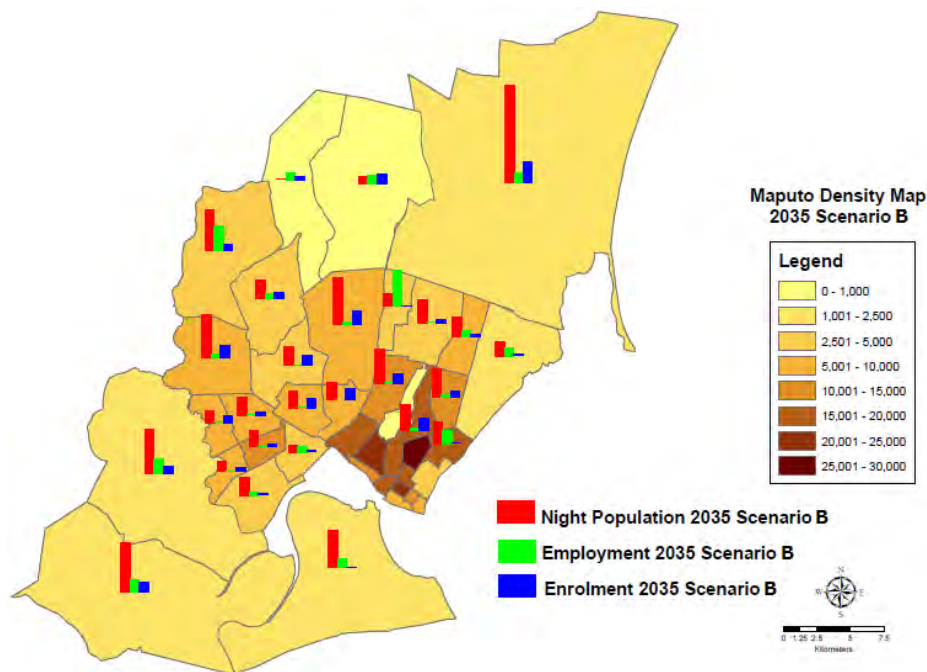 Maputo Density Map
2035 Scenario B
Legend
0 - 1,000
1,001 - 2,500
2,501 - 5,000
5,001 - 10,000
10,001 - 15,000
15,001 - 20,000
20,001 - 25,000
25,001 - 30,000
Night Population 2035 Scenario B
Employment 2035 Scenario B
Enrolment 2035 Scenario B
N
W E
S
0 1.25 2.5 5 7.5
Kilometers